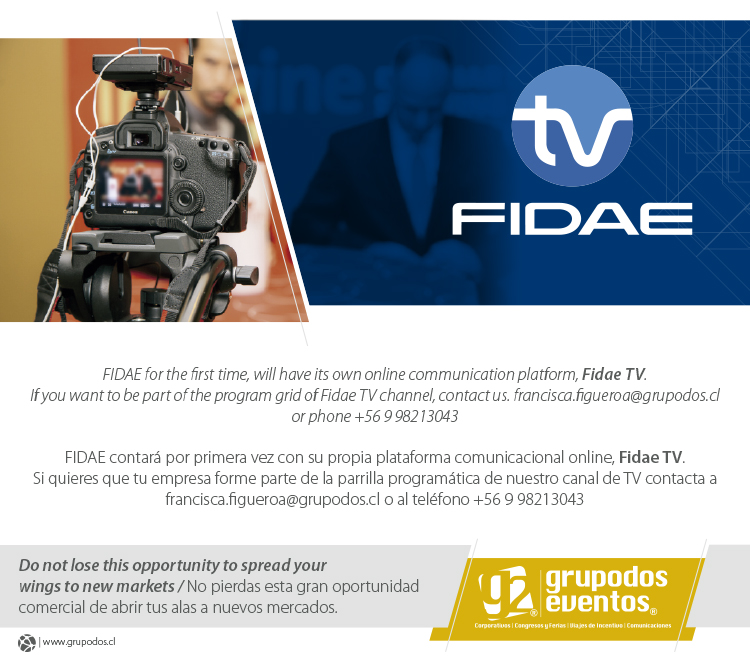 tv
FIDAE
Canon
FIDAE for the first time, will have its own online communication platform, Fidae TV.
If you want to be part of the program grid of Fidae TV channel, contact us. francisca.figueroa@grupodos.cl
or phone +56 9 98213043
FIDAE contará por primera vez con su propia plataforma comunicacional online, Fidae TV.
Si quieres que tu empresa forme parte de la parrilla programática de nuestro canal de TV contacta a
francisca.figueroa@grupodos.cl o al teléfono +56 9 98213043
Do not lose this opportunity to spread your
wings to new markets / No pierdas esta gran oportunidad
comercial de abrir tus alas a nuevos mercados.
g2® grupodos
eventos®
Corporativos | Congresos y Ferias | Viajes de Incentivo | Comunicaciones
| www.grupodos.cl